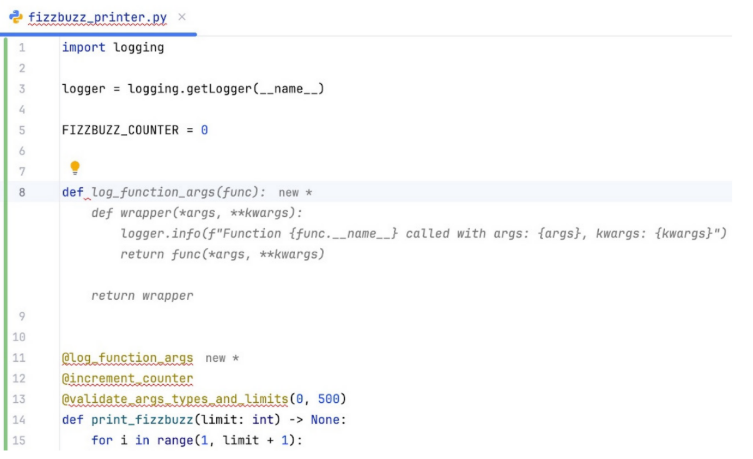 fizzbuzz_printer.py ×
1 import logging
2
3 logger = logging.getLogger(__name__)
4
5 FIZZBUZZ_COUNTER = 0
6
7
8 def log_function_args(func): new *
def wrapper(*args, **kwargs):
logger.info(f"Function {func.__name__} called with args: {args}, kwargs: {kwargs}")
return func(*args, **kwargs)
return wrapper
9
10
11 @log_function_args new *
12 @increment_counter
13 @validate_args_types_and_limits(0, 500)
14 def print_fizzbuzz(limit: int) -> None:
15 for i in range(1, limit + 1):